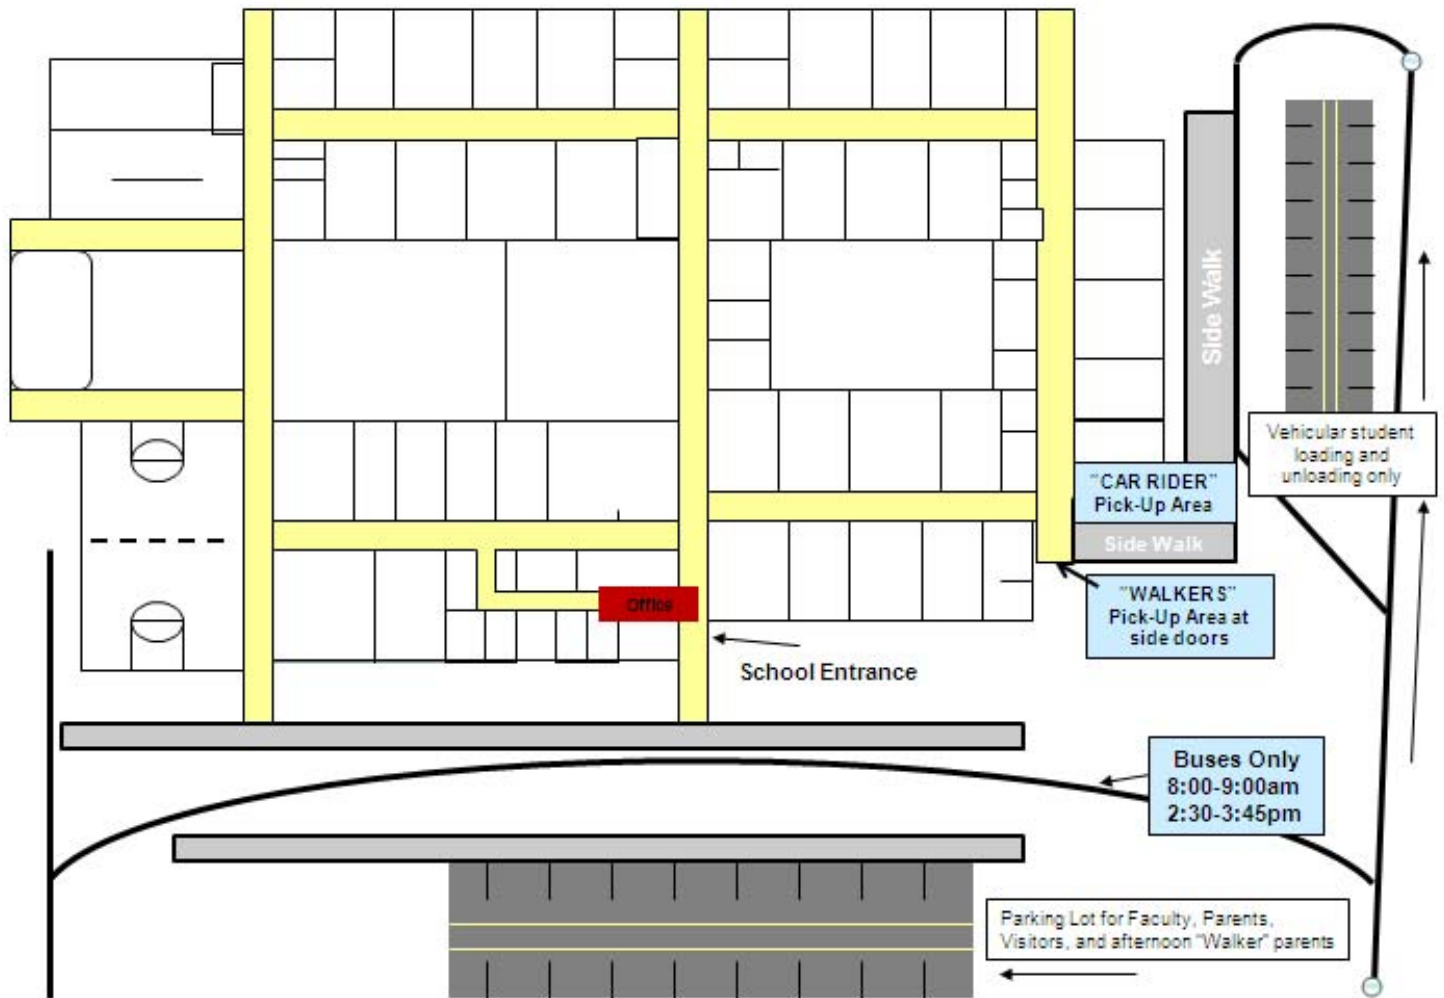 Side Walk
Vehicular student
loading and
unloading only
"CAR RIDER"
Pick-Up Area
Side Walk
"WALKERS"
Pick-Up Area at
side doors
Office
School Entrance
Buses Only
8:00-9:00am
2:30-3:45pm
Parking Lot for Faculty, Parents,
Visitors, and afternoon "Walker" parents